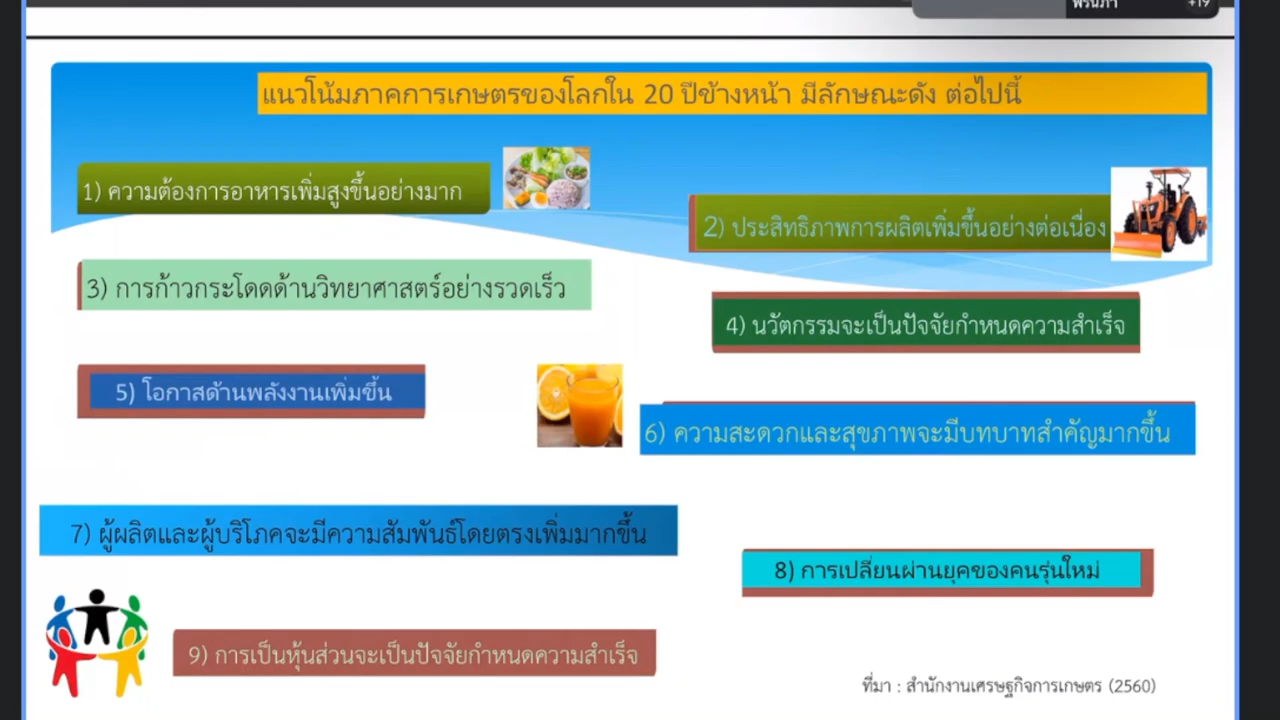 พรนภา
+19
แนวโน้มภาคการเกษตรของโลกใน 20 ปีข้างหน้า มีลักษณะดัง ต่อไปนี้
1) ความต้องการอาหารเพิ่มสูงขึ้นอย่างมาก
2) ประสิทธิภาพการผลิตเพิ่มขึ้นอย่างต่อเนื่อง
3) การก้าวกระโดดด้านวิทยาศาสตร์อย่างรวดเร็ว
4) นวัตกรรมจะเป็นปัจจัยกำหนดความสำเร็จ
5) โอกาสด้านพลังงานเพิ่มขึ้น
6) ความสะดวกและสุขภาพจะมีบทบาทสำคัญมากขึ้น
7) ผู้ผลิตและผู้บริโภคจะมีความสัมพันธ์โดยตรงเพิ่มมากขึ้น
8) การเปลี่ยนผ่านยุคของคนรุ่นใหม่
9) การเป็นหุ้นส่วนจะเป็นปัจจัยกำหนดความสำเร็จ
ที่มา : สำนักงานเศรษฐกิจการเกษตร (2560)